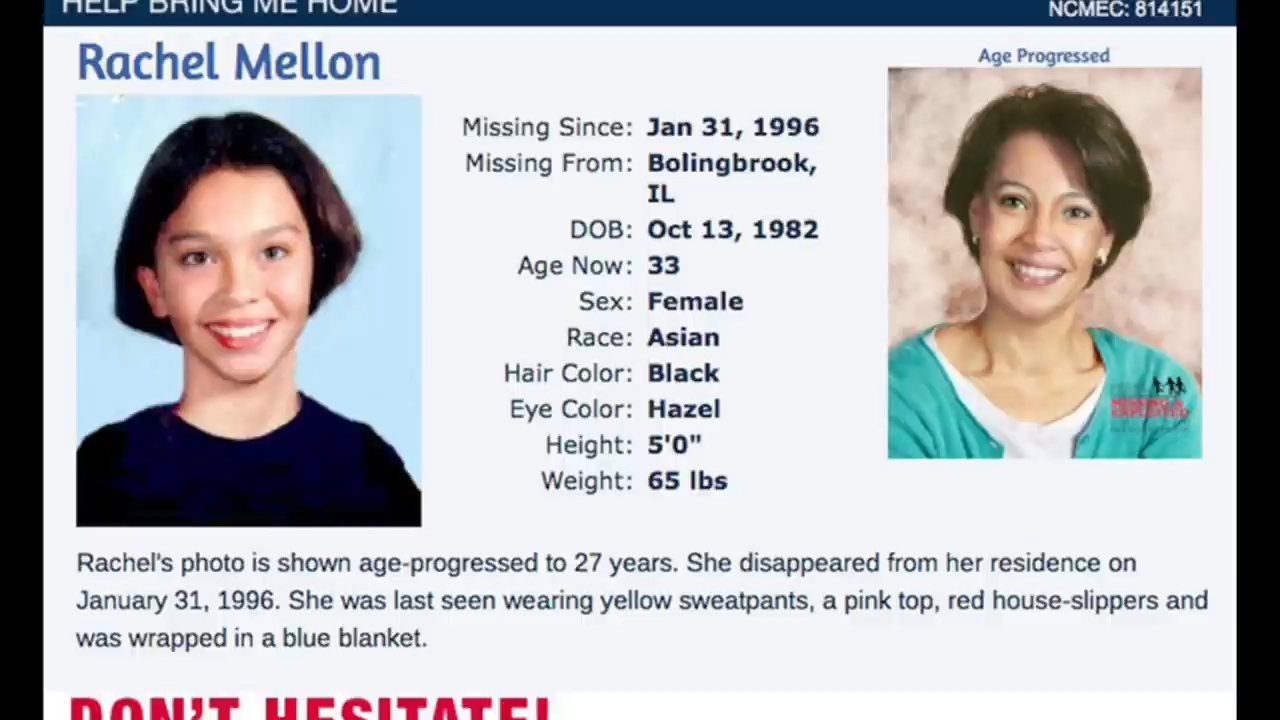 HELP BRING ME HOME
NCMEC: 814151
Rachel Mellon
Age Progressed
Missing Since: Jan 31, 1996
Missing From: Bolingbrook,
IL
DOB: Oct 13, 1982
Age Now: 33
Sex: Female
Race: Asian
Hair Color: Black
Eye Color: Hazel
Height: 5'0"
Weight: 65 lbs
Rachel's photo is shown age-progressed to 27 years. She disappeared from her residence on
January 31, 1996. She was last seen wearing yellow sweatpants, a pink top, red house-slippers and
was wrapped in a blue blanket.
DON'T HESITATE!